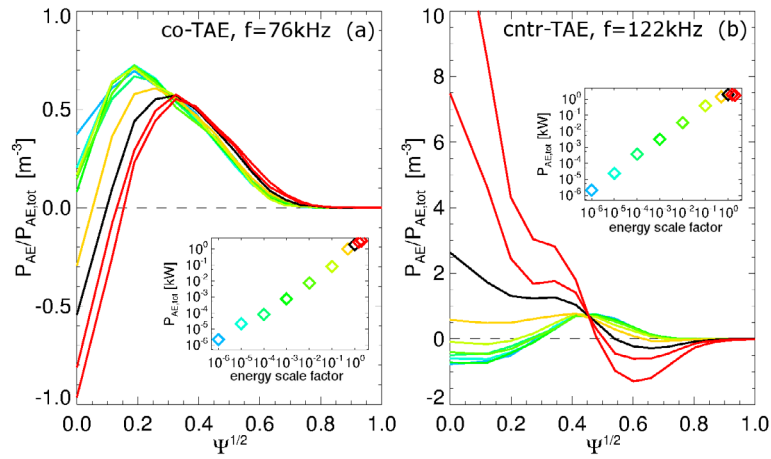 co-TAE, f=76kHz (a)
P_AE/P_AE,tot [m^-3]
1.0
0.5
0.0
-0.5
-1.0
0.0 0.2 0.4 0.6 0.8 1.0
Ψ^1/2
P_AE,tot [kW]
10^0
10^-1
10^-2
10^-3
10^-4
10^-5
10^-6
10^-6 10^-5 10^-4 10^-3 10^-2 10^-1 10^0
energy scale factor
cntr-TAE, f=122kHz (b)
P_AE/P_AE,tot [m^-3]
10
8
6
4
2
0
-2
0.0 0.2 0.4 0.6 0.8 1.0
Ψ^1/2
P_AE,tot [kW]
10^0
10^-1
10^-2
10^-3
10^-4
10^-5
10^-6
10^-6 10^-5 10^-4 10^-3 10^-2 10^-1 10^0
energy scale factor